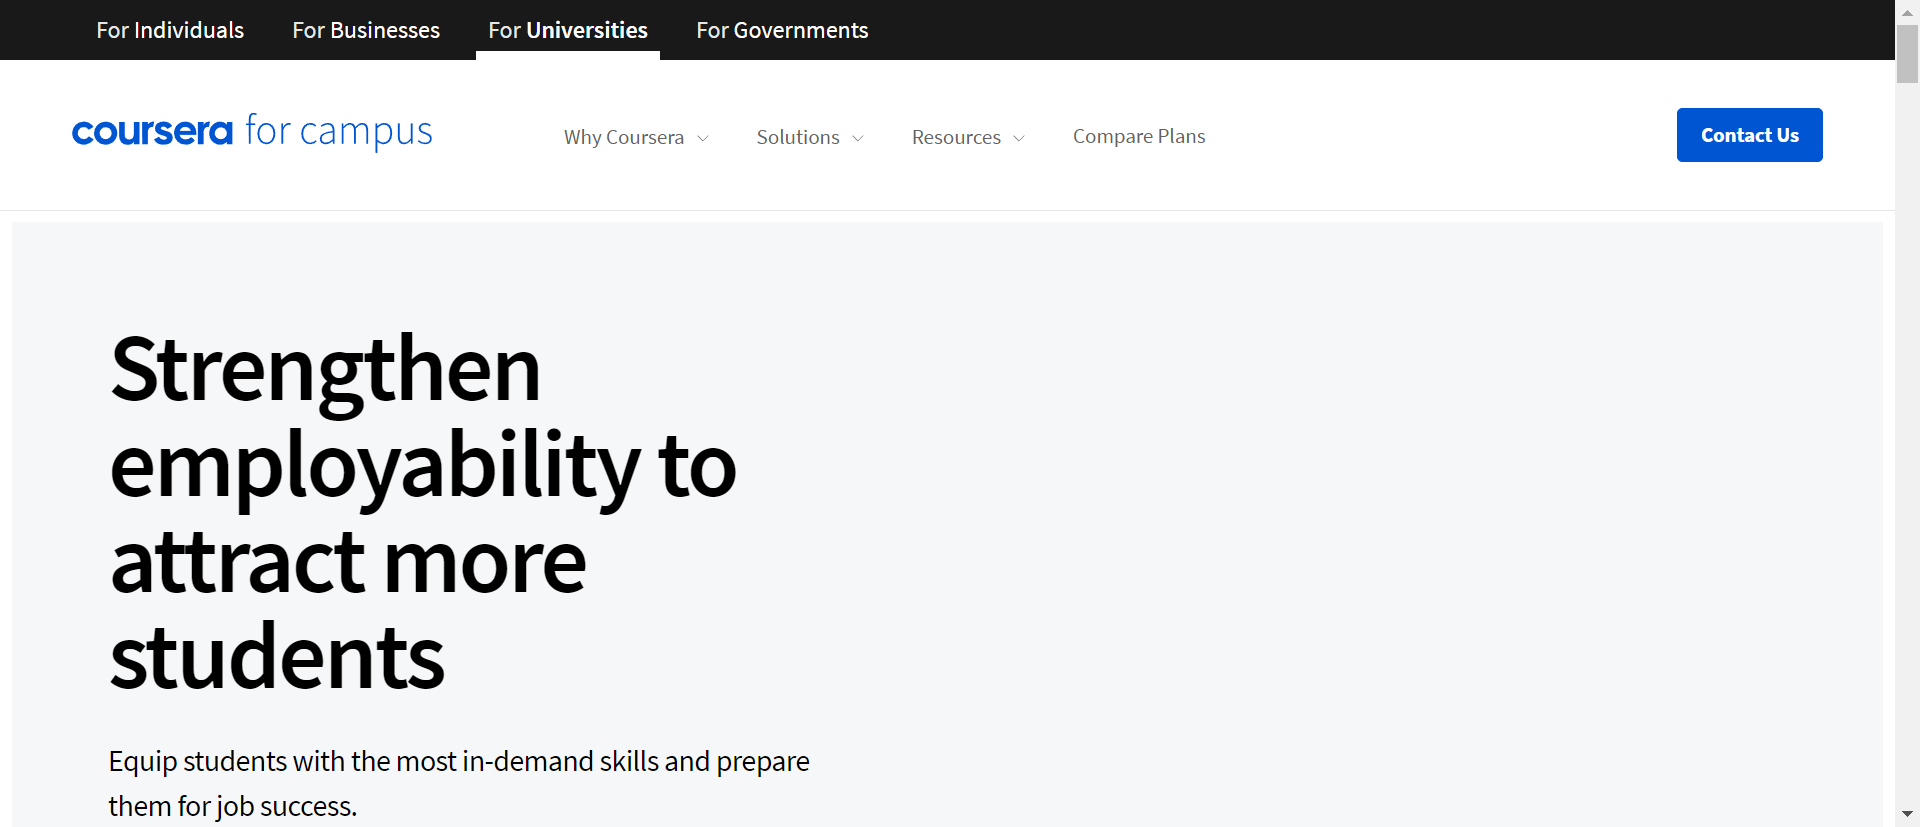 For Individuals For Businesses For Universities For Governments
coursera for campus Why Coursera Solutions Resources Compare Plans Contact Us
Strengthen
employability to
attract more
students
Equip students with the most in-demand skills and prepare
them for job success.